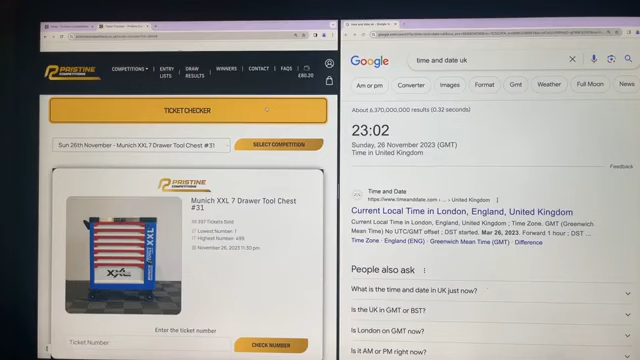 PRISTINE
COMPETITIONS
COMPETITIONS
ENTRY LISTS
DRAW RESULTS
WINNERS
CONTACT
FAQS
£80.20
TICKET CHECKER
Sun 26th November - Munich XXL 7 Drawer Tool Chest #31
SELECT COMPETITION
PRISTINE
COMPETITIONS
Munich XXL 7 Drawer Tool Chest #31
397 Tickets Sold
Lowest Number: 1
Highest Number: 499
November 26, 2023 11:30 pm
XXL
XXL
Enter the ticket number
Ticket Number
CHECK NUMBER
Google
time and date uk
Am or pm
Converter
Images
Format
Gmt
Weather
Full Moon
News
About 6,370,000,000 results (0.32 seconds)
23:02
Sunday, 26 November 2023 (GMT)
Time in United Kingdom
Feedback
Time and Date
https://www.timeanddate.com › ... › United Kingdom
Current Local Time in London, England, United Kingdom
Current Local Time in London, England, United Kingdom. GMT (Greenwich
Mean Time) No UTC/GMT offset ; DST started. Mar 26, 2023. Forward 1 hour ; DST ...
Time Zone · England (ENG) · Greenwich Mean Time (GMT) · Difference
People also ask
What is the time and date in UK just now?
Is the UK in GMT or BST?
Is London on GMT now?
Is it AM or PM right now?